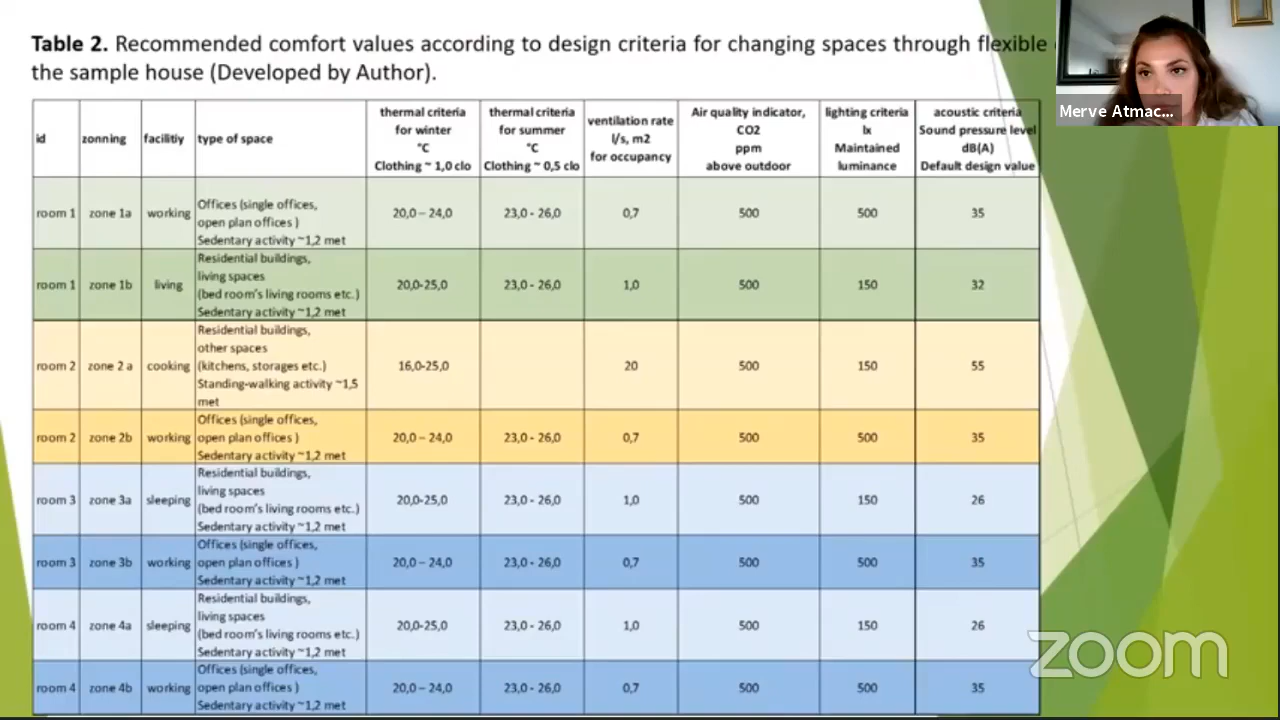 Table 2. Recommended comfort values according to design criteria for changing spaces through flexible
the sample house (Developed by Author).
Merve Atmac...
id zonning facilitiy type of space thermal criteria for winter °C Clothing ~ 1,0 clo thermal criteria for summer °C Clothing ~ 0,5 clo ventilation rate l/s, m2 for occupancy Air quality indicator, CO2 ppm above outdoor lighting criteria lx Maintained luminance acoustic criteria Sound pressure level dB(A) Default design value
room 1 zone 1a working Offices (single offices, open plan offices ) Sedentary activity ~1,2 met 20,0 – 24,0 23,0 - 26,0 0,7 500 500 35
room 1 zone 1b living Residential buildings, living spaces (bed room's living rooms etc.) Sedentary activity ~1,2 met 20,0-25,0 23,0 - 26,0 1,0 500 150 32
room 2 zone 2 a cooking Residential buildings, other spaces (kitchens, storages etc.) Standing-walking activity ~1,5 met 16,0-25,0 20 500 150 55
room 2 zone 2b working Offices (single offices, open plan offices ) Sedentary activity ~1,2 met 20,0 – 24,0 23,0 - 26,0 0,7 500 500 35
room 3 zone 3a sleeping Residential buildings, living spaces (bed room's living rooms etc.) Sedentary activity ~1,2 met 20,0-25,0 23,0 - 26,0 1,0 500 150 26
room 3 zone 3b working Offices (single offices, open plan offices ) Sedentary activity ~1,2 met 20,0 – 24,0 23,0 - 26,0 0,7 500 500 35
room 4 zone 4a sleeping Residential buildings, living spaces (bed room's living rooms etc.) Sedentary activity ~1,2 met 20,0-25,0 23,0 - 26,0 1,0 500 150 26
room 4 zone 4b working Offices (single offices, open plan offices ) Sedentary activity ~1,2 met 20,0 – 24,0 23,0 - 26,0 0,7 500 500 35
zoom